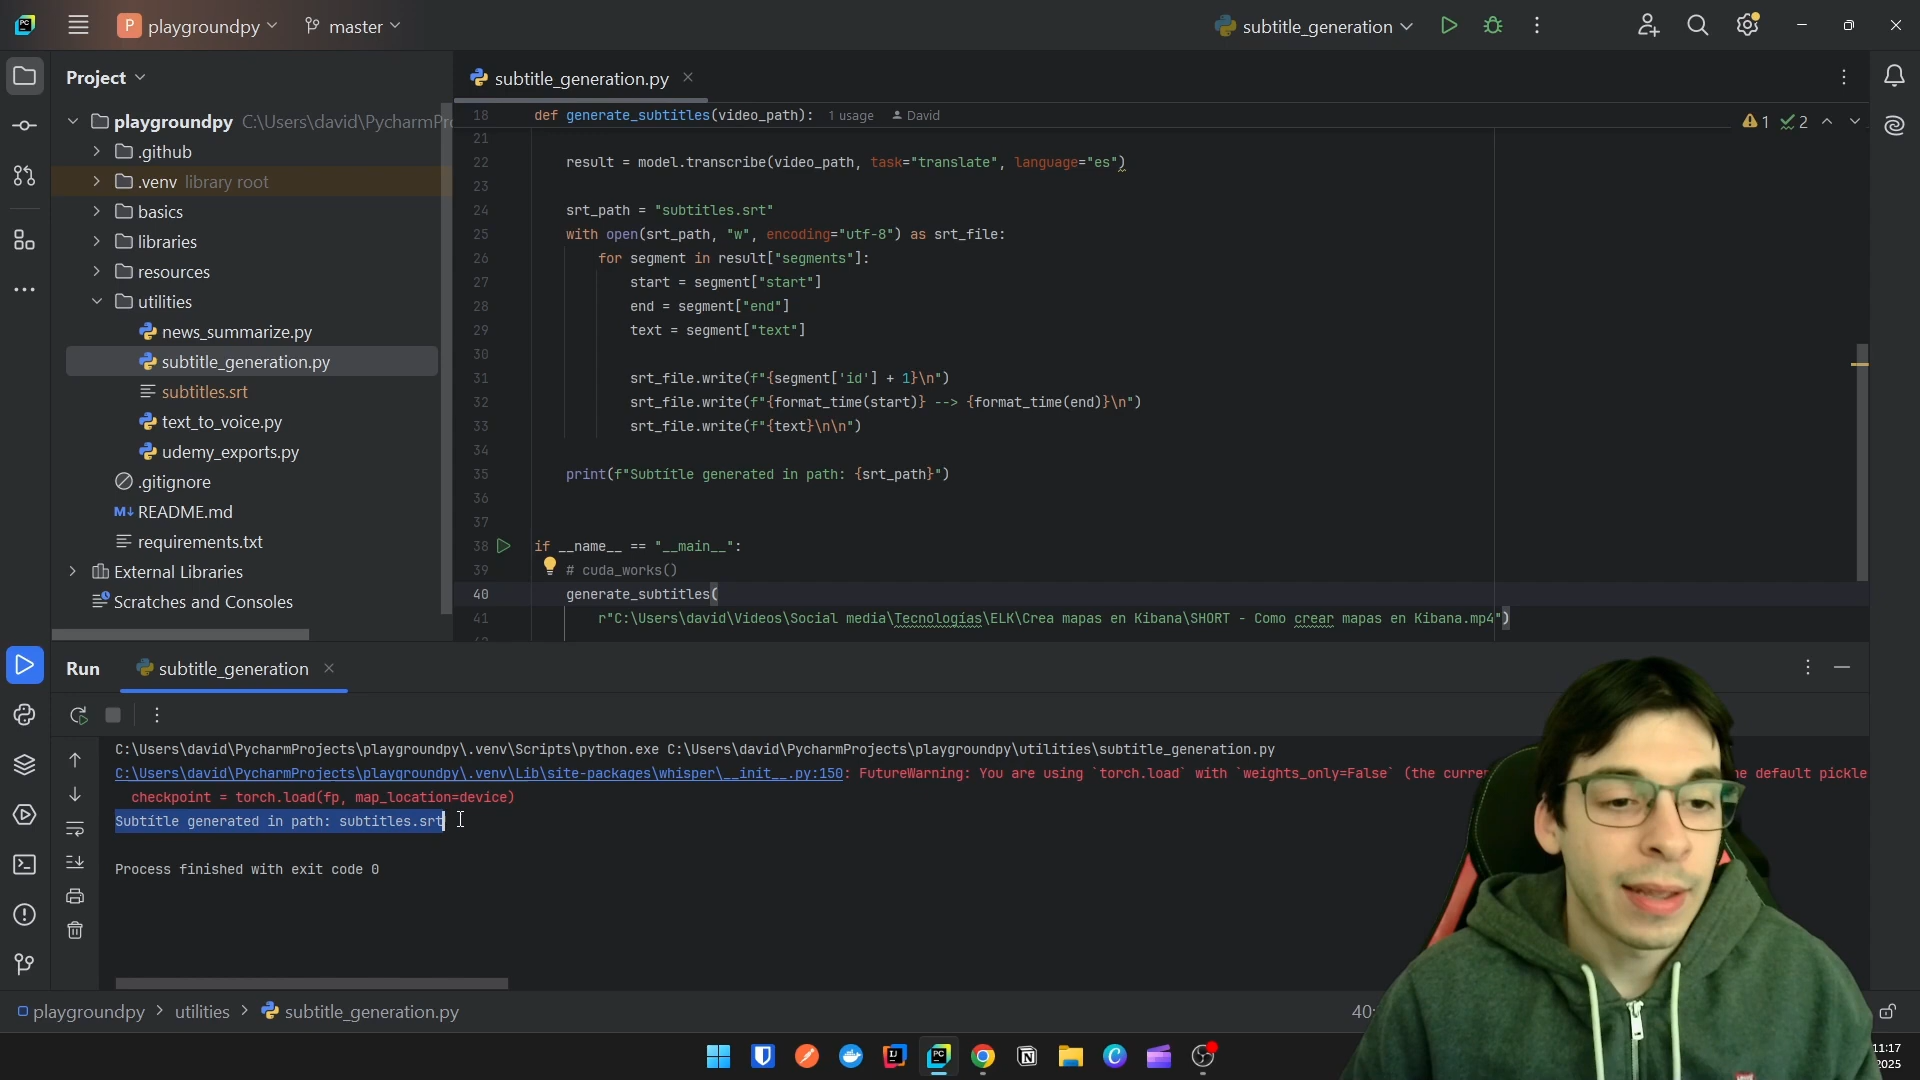 PC
P playgroundpy
master
subtitle_generation
Project
subtitle_generation.py
playgroundpy C:\Users\david\PycharmPr
.github
.venv library root
basics
libraries
resources
utilities
news_summarize.py
subtitle_generation.py
subtitles.srt
text_to_voice.py
udemy_exports.py
.gitignore
M↓ README.md
requirements.txt
External Libraries
Scratches and Consoles
18 def generate_subtitles(video_path): 1 usage David
1 2
21
22 result = model.transcribe(video_path, task="translate", language="es")
23
24 srt_path = "subtitles.srt"
25 with open(srt_path, "w", encoding="utf-8") as srt_file:
26 for segment in result["segments"]:
27 start = segment["start"]
28 end = segment["end"]
29 text = segment["text"]
30
31 srt_file.write(f"{segment['id'] + 1}\n")
32 srt_file.write(f"{format_time(start)} --> {format_time(end)}\n")
33 srt_file.write(f"{text}\n\n")
34
35 print(f"Subtitle generated in path: {srt_path}")
36
37
38 if __name__ == "__main__":
39 # cuda_works()
40 generate_subtitles(
41 r"C:\Users\david\Videos\Social media\Tecnologias\ELK\Crea mapas en Kibana\SHORT - Como crear mapas en Kibana.mp4")
Run
subtitle_generation
C:\Users\david\PycharmProjects\playgroundpy\.venv\Scripts\python.exe C:\Users\david\PycharmProjects\playgroundpy\utilities\subtitle_generation.py
C:\Users\david\PycharmProjects\playgroundpy\.venv\Lib\site-packages\whisper\__init__.py:150: FutureWarning: You are using `torch.load` with `weights_only=False` (the curre default pickle
checkpoint = torch.load(fp, map_location=device)
Subtitle generated in path: subtitles.srt
Process finished with exit code 0
playgroundpy > utilities > subtitle_generation.py
40:
11:17
2025